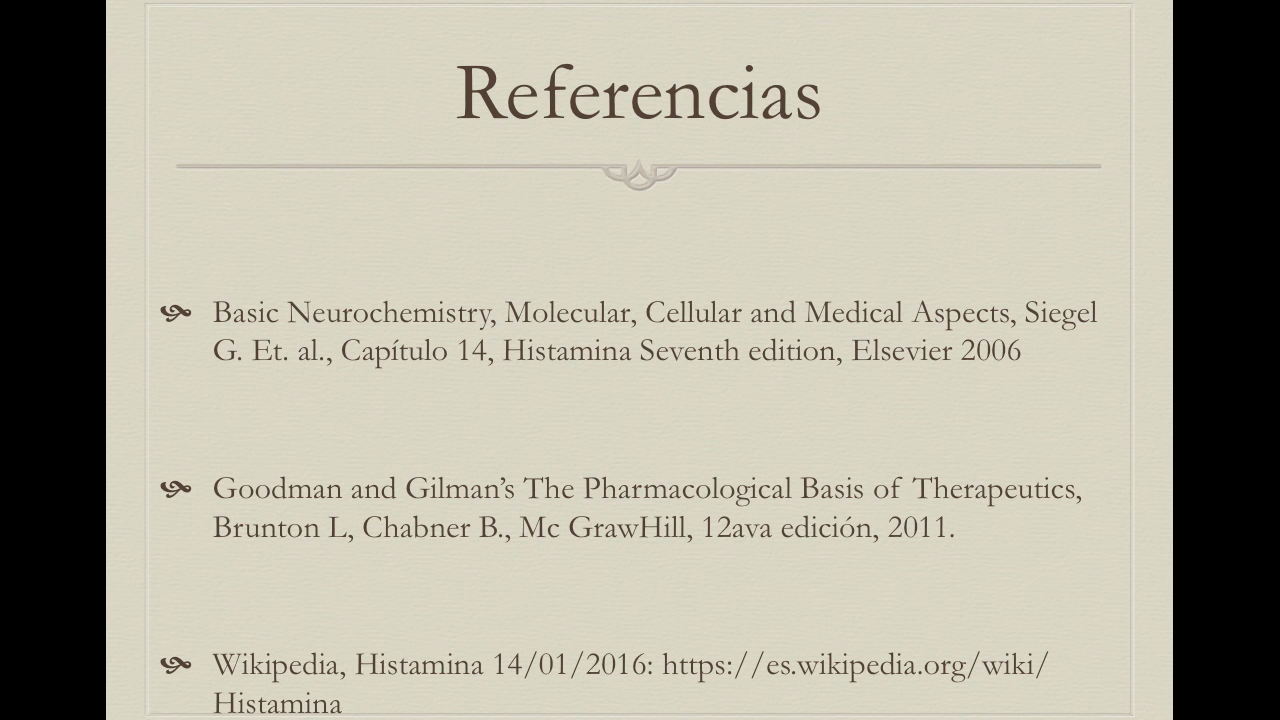 Referencias
Basic Neurochemistry, Molecular, Cellular and Medical Aspects, Siegel
G. Et. al., Capítulo 14, Histamina Seventh edition, Elsevier 2006
Goodman and Gilman’s The Pharmacological Basis of Therapeutics,
Brunton L, Chabner B., Mc GrawHill, 12ava edición, 2011.
Wikipedia, Histamina 14/01/2016: https://es.wikipedia.org/wiki/
Histamina